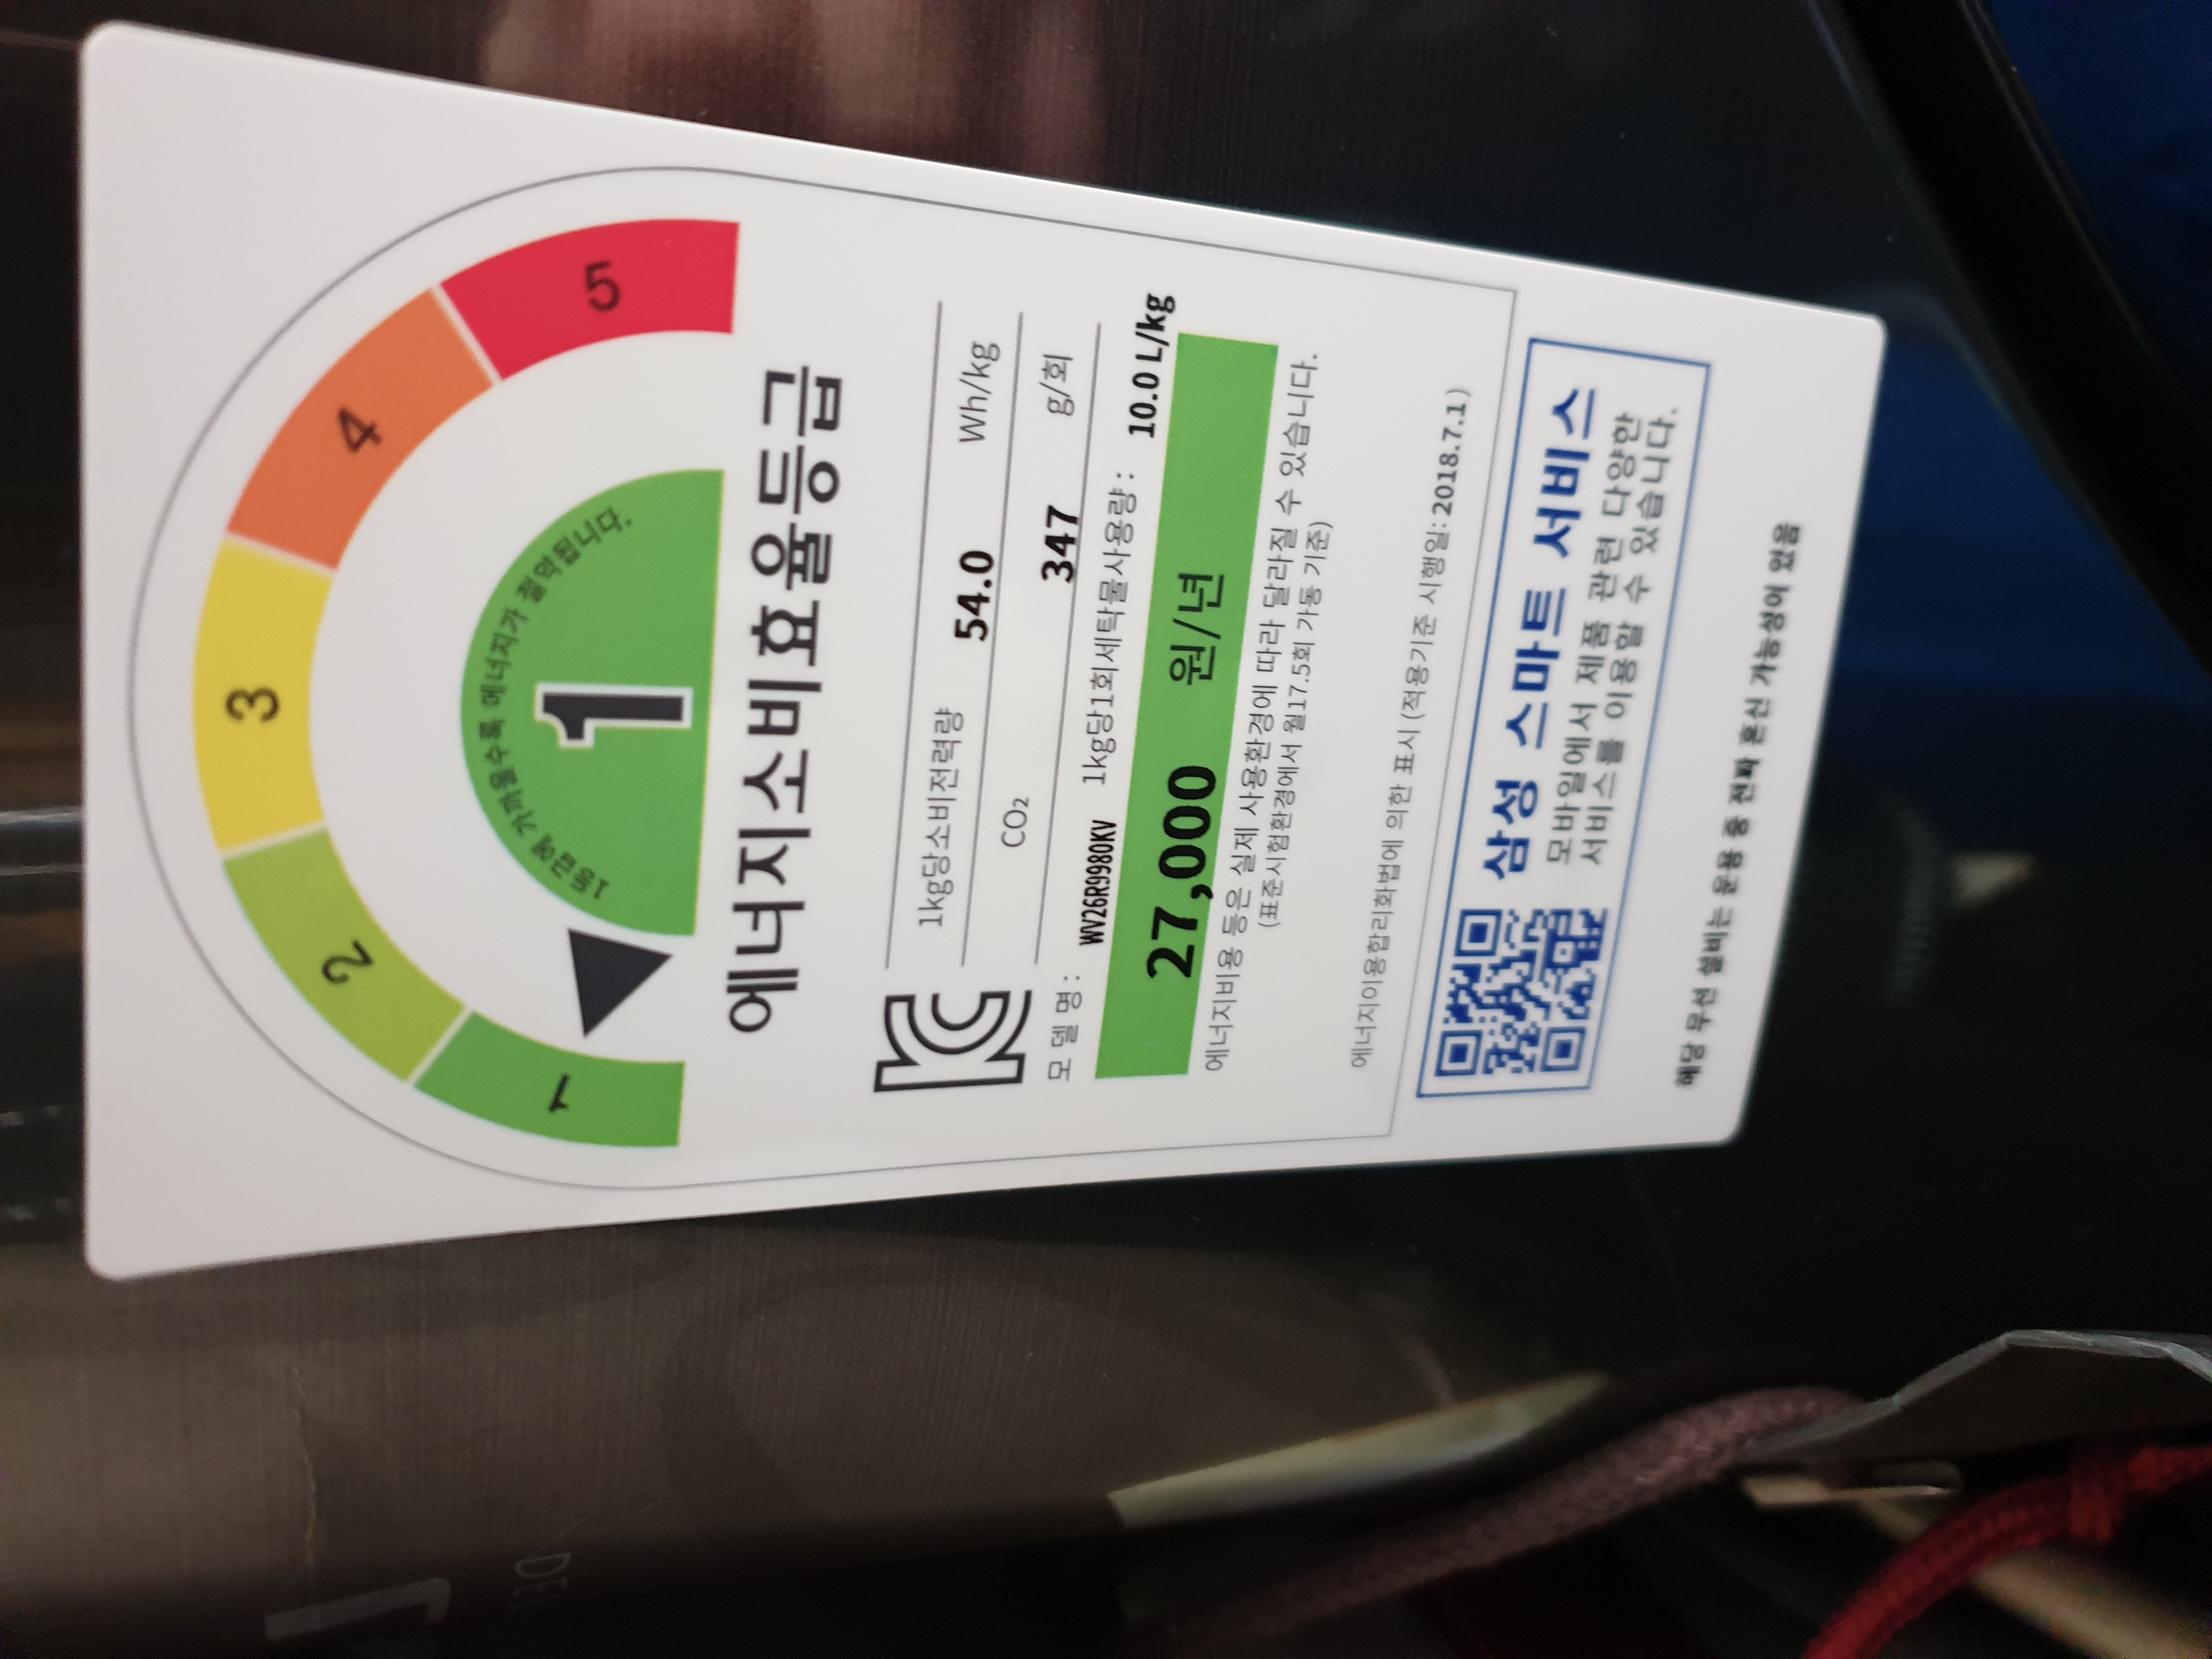 1 2 3 4 5
1등급에 가까울수록 에너지가 절약됩니다.
1
에너지소비효율등급
1kg당소비전력량 54.0 Wh/kg
CO₂ 347 g/회
모델명: WV26R9980KV 1kg당1회세탁물사용량: 10.0 L/kg
27,000 원/년
에너지비용 등은 실제 사용환경에 따라 달라질 수 있습니다.
(표준시험환경에서 월17.5회 가동 기준)
에너지이용합리화법에 의한 표시 (적용기준 시행일: 2018.7.1)
삼성 스마트 서비스
모바일에서 제품 관련 다양한
서비스를 이용할 수 있습니다.
해당 무선 설비는 운용 중 전파 혼신 가능성이 있음